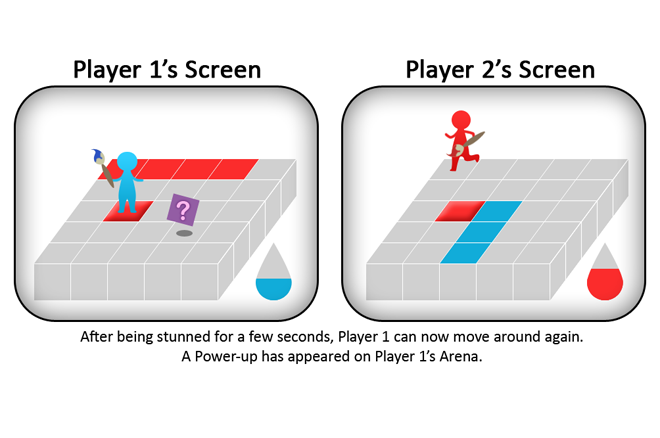 Player 1's Screen
Player 2's Screen
?
After being stunned for a few seconds, Player 1 can now move around again.
A Power-up has appeared on Player 1's Arena.